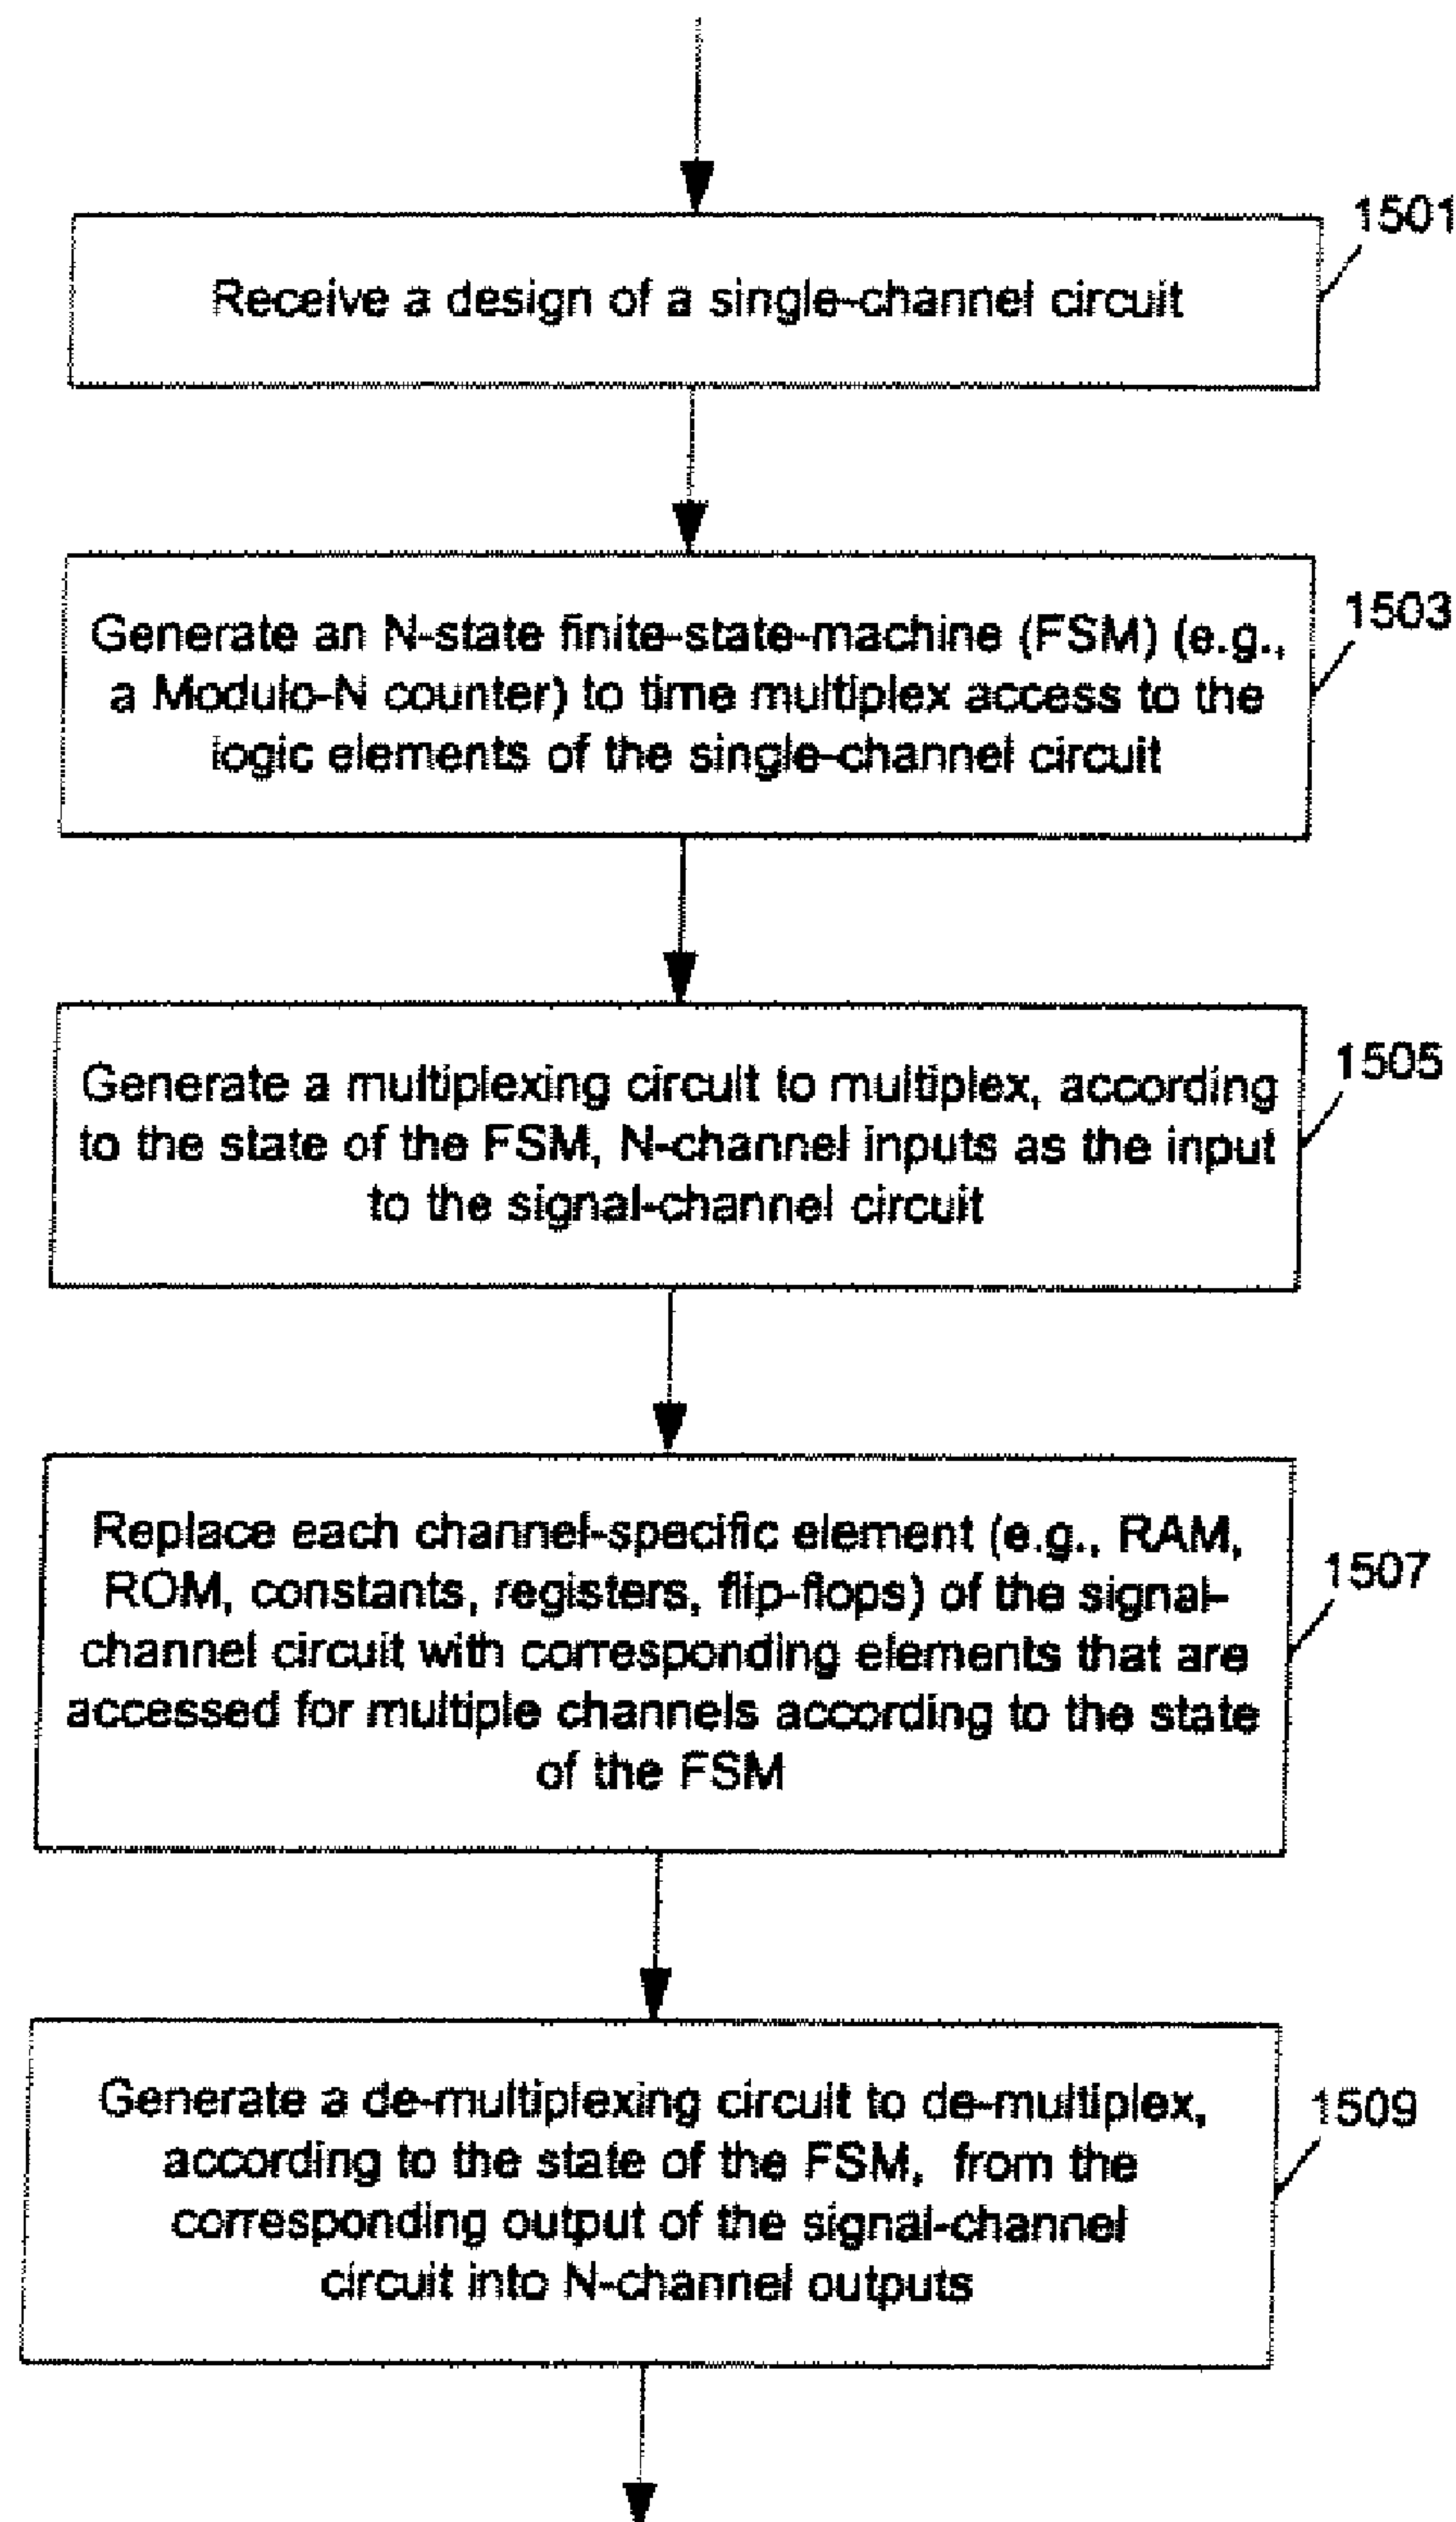 1501
Receive a design of a single-channel circuit
1503
Generate an N-state finite-state-machine (FSM) (e.g.,
a Modulo-N counter) to time multiplex access to the
logic elements of the single-channel circuit
1505
Generate a multiplexing circuit to multiplex, according
to the state of the FSM, N-channel inputs as the input
to the signal-channel circuit
1507
Replace each channel-specific element (e.g., RAM,
ROM, constants, registers, flip-flops) of the signal-
channel circuit with corresponding elements that are
accessed for multiple channels according to the state
of the FSM
1509
Generate a de-multiplexing circuit to de-multiplex,
according to the state of the FSM, from the
corresponding output of the signal-channel
circuit into N-channel outputs